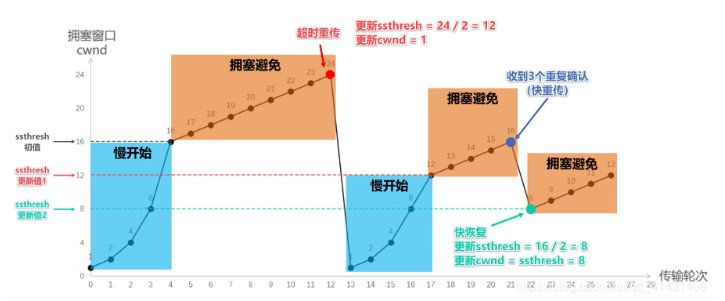 拥塞窗口
cwnd
超时重传
更新ssthresh = 24 / 2 = 12
更新cwnd = 1
拥塞避免
收到3个重复确认
(快重传)
拥塞避免
拥塞避免
慢开始
慢开始
ssthresh
初值
ssthresh
更新值1
ssthresh
更新值2
24
20
16
12
8
4
0
1
2
4
8
16
17
18
19
20
21
22
23
24
1
2
4
8
12
13
14
15
16
8
9
10
11
12
快恢复
更新ssthresh = 16 / 2 = 8
更新cwnd = ssthresh = 8
传输轮次
0 1 2 3 4 5 6 7 8 9 10 11 12 13 14 15 16 17 18 19 20 21 22 23 24 25 26 27 28 29